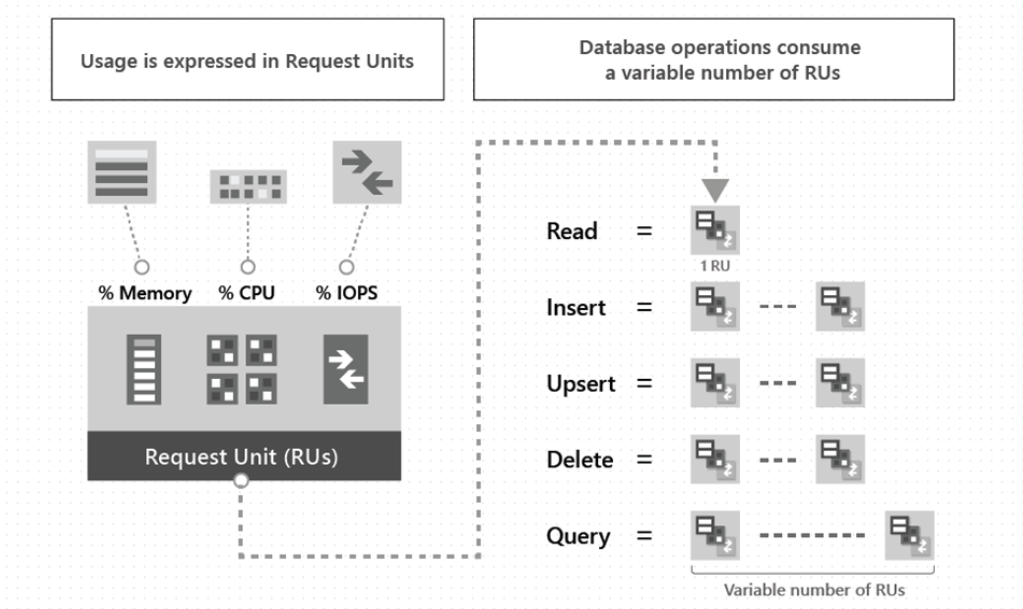 Usage is expressed in Request Units
Database operations consume
a variable number of RUs
% Memory
% CPU
% IOPS
Request Unit (RUs)
Read =
1 RU
Insert =
Upsert =
Delete =
Query =
Variable number of RUs